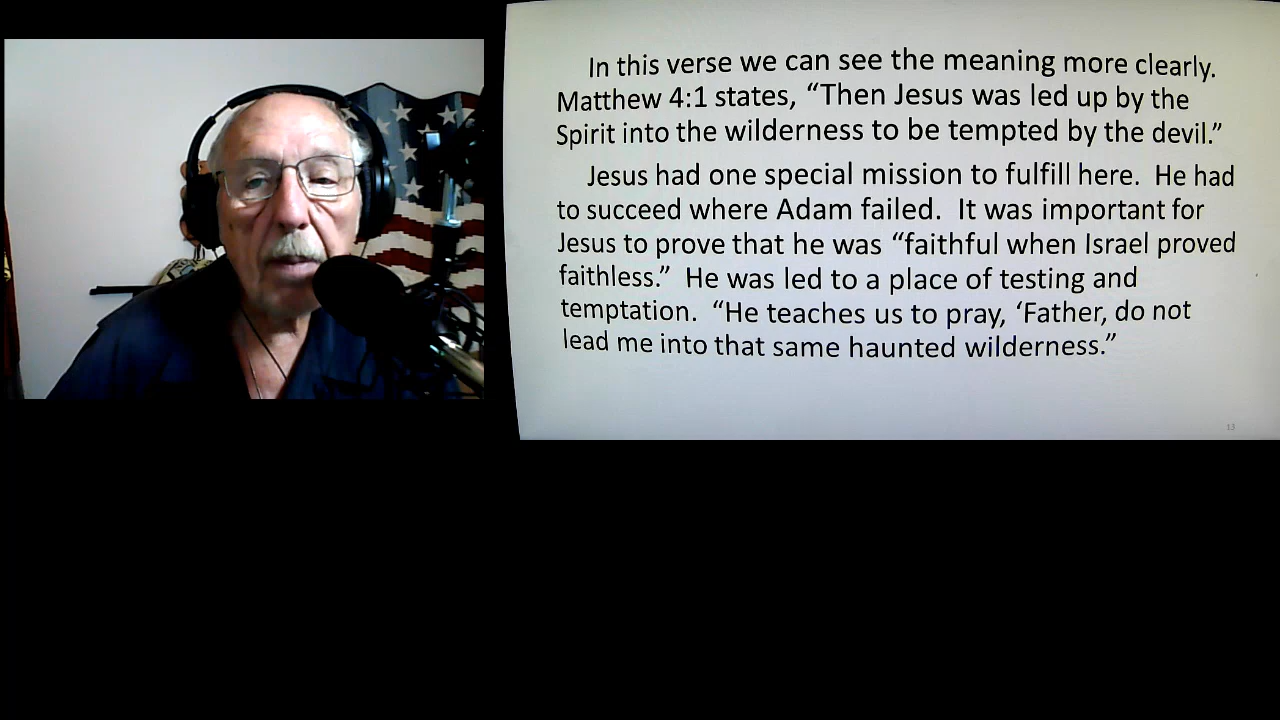 In this verse we can see the meaning more clearly.
Matthew 4:1 states, “Then Jesus was led up by the
Spirit into the wilderness to be tempted by the devil.”
Jesus had one special mission to fulfill here.  He had
to succeed where Adam failed.  It was important for
Jesus to prove that he was “faithful when Israel proved
faithless.”  He was led to a place of testing and
temptation.  “He teaches us to pray, ‘Father, do not
lead me into that same haunted wilderness.”
13